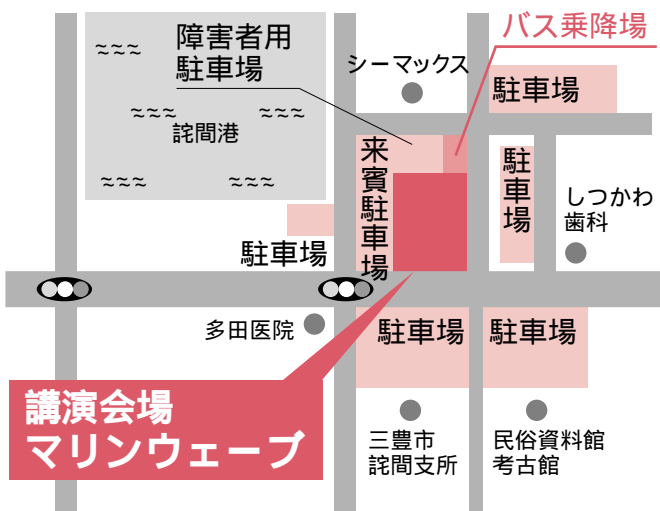 バス乗降場
障害者用
駐車場
シーマックス
駐車場
詫間港
来賓駐車場
駐車場
しつかわ
歯科
駐車場
多田医院
駐車場
駐車場
講演会場
マリンウェーブ
三豊市
詫間支所
民俗資料館
考古館